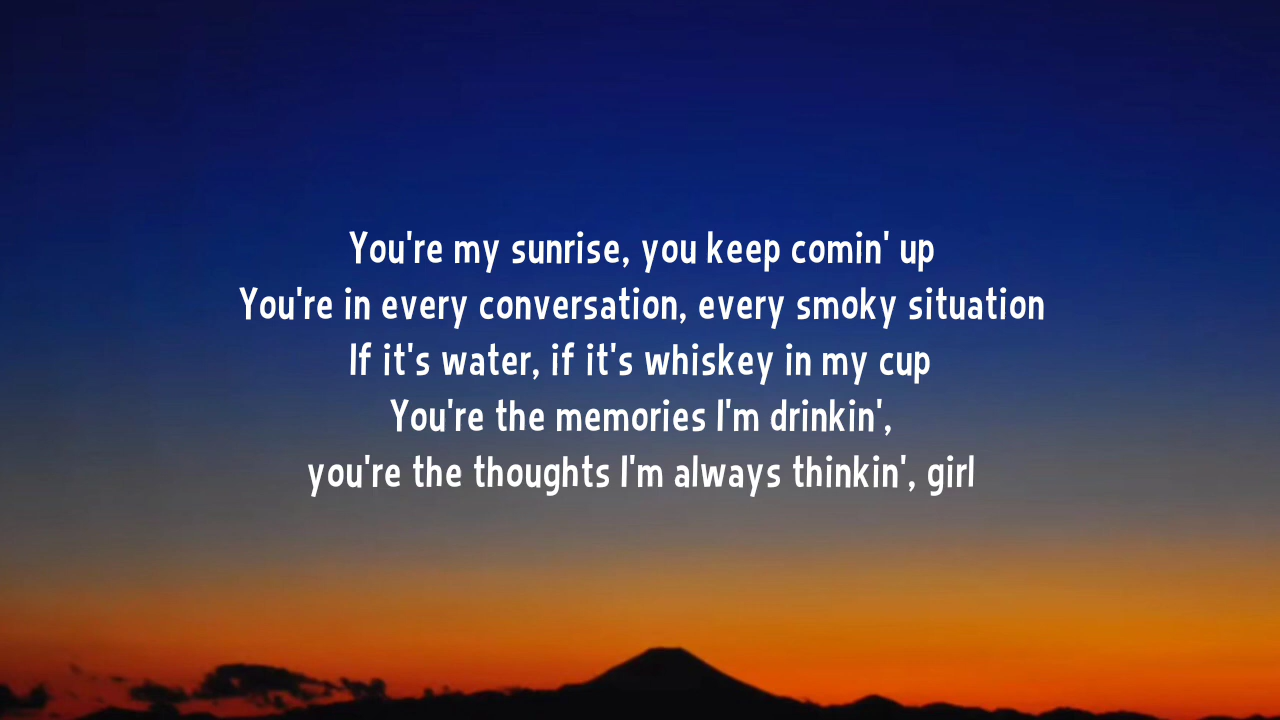 You're my sunrise, you keep comin' up
You're in every conversation, every smoky situation
If it's water, if it's whiskey in my cup
You're the memories I'm drinkin',
you're the thoughts I'm always thinkin', girl